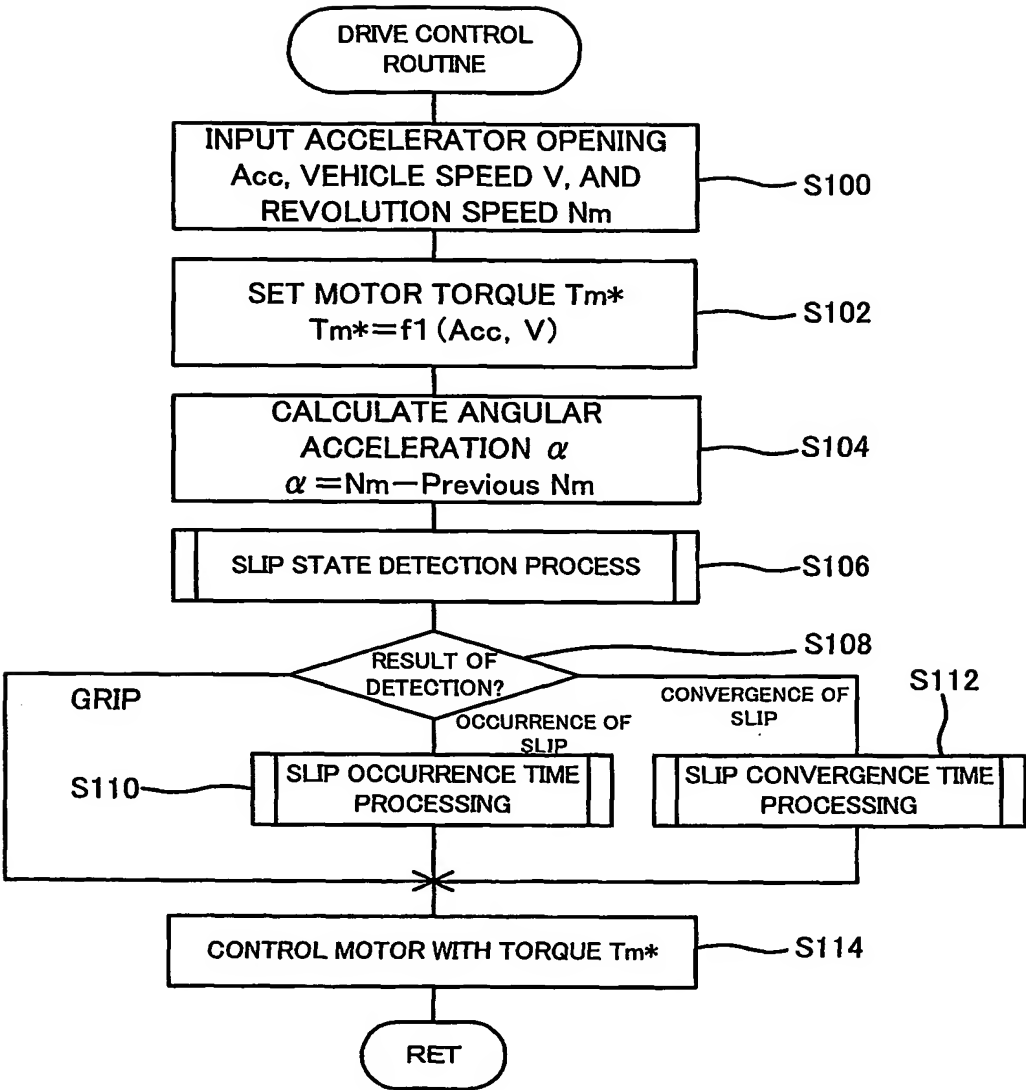 DRIVE CONTROL
ROUTINE
INPUT ACCELERATOR OPENING
Acc, VEHICLE SPEED V, AND
REVOLUTION SPEED Nm
S100
SET MOTOR TORQUE Tm*
Tm*=f1 (Acc, V)
S102
CALCULATE ANGULAR
ACCELERATION α
α=Nm—Previous Nm
S104
SLIP STATE DETECTION PROCESS
S106
RESULT OF
DETECTION?
S108
GRIP
OCCURRENCE OF
SLIP
CONVERGENCE OF
SLIP
S112
S110
SLIP OCCURRENCE TIME
PROCESSING
SLIP CONVERGENCE TIME
PROCESSING
CONTROL MOTOR WITH TORQUE Tm*
S114
RET